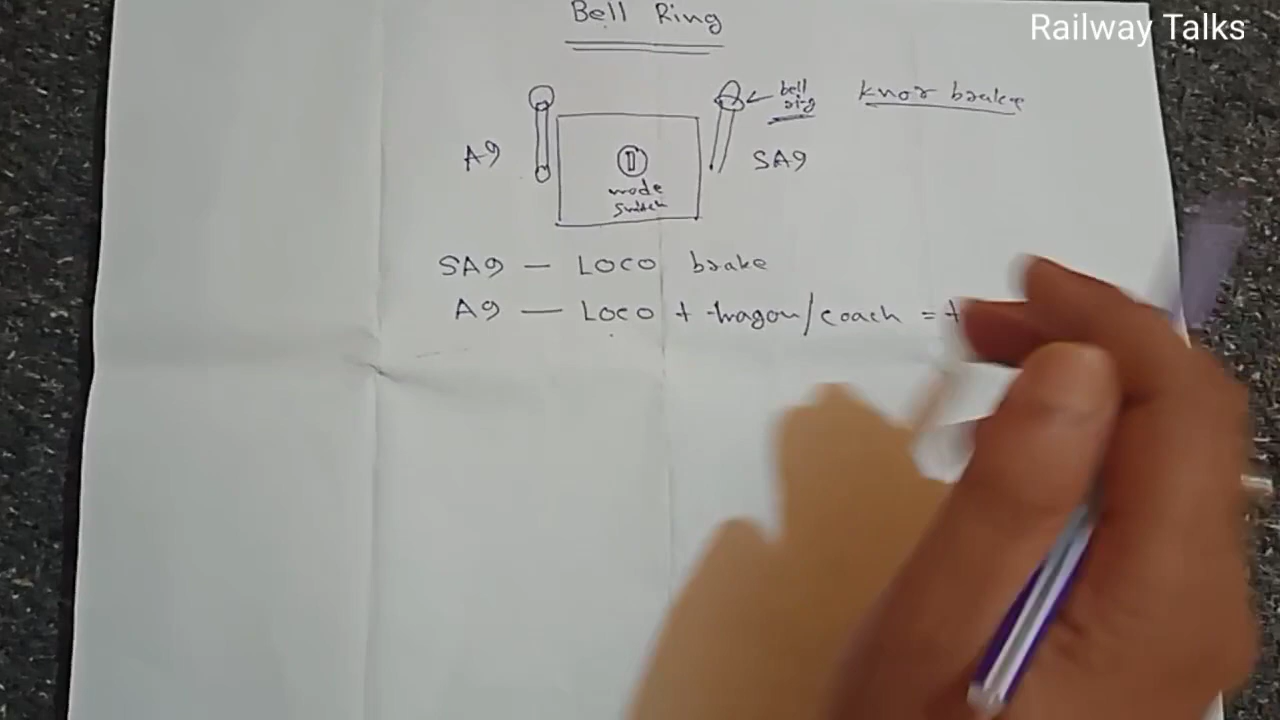 Railway Talks
Bell Ring
bell
ring
Knor brake
A9
SA9
mode
switch
SA9 — Loco brake
A9 — Loco + wagon/coach = t